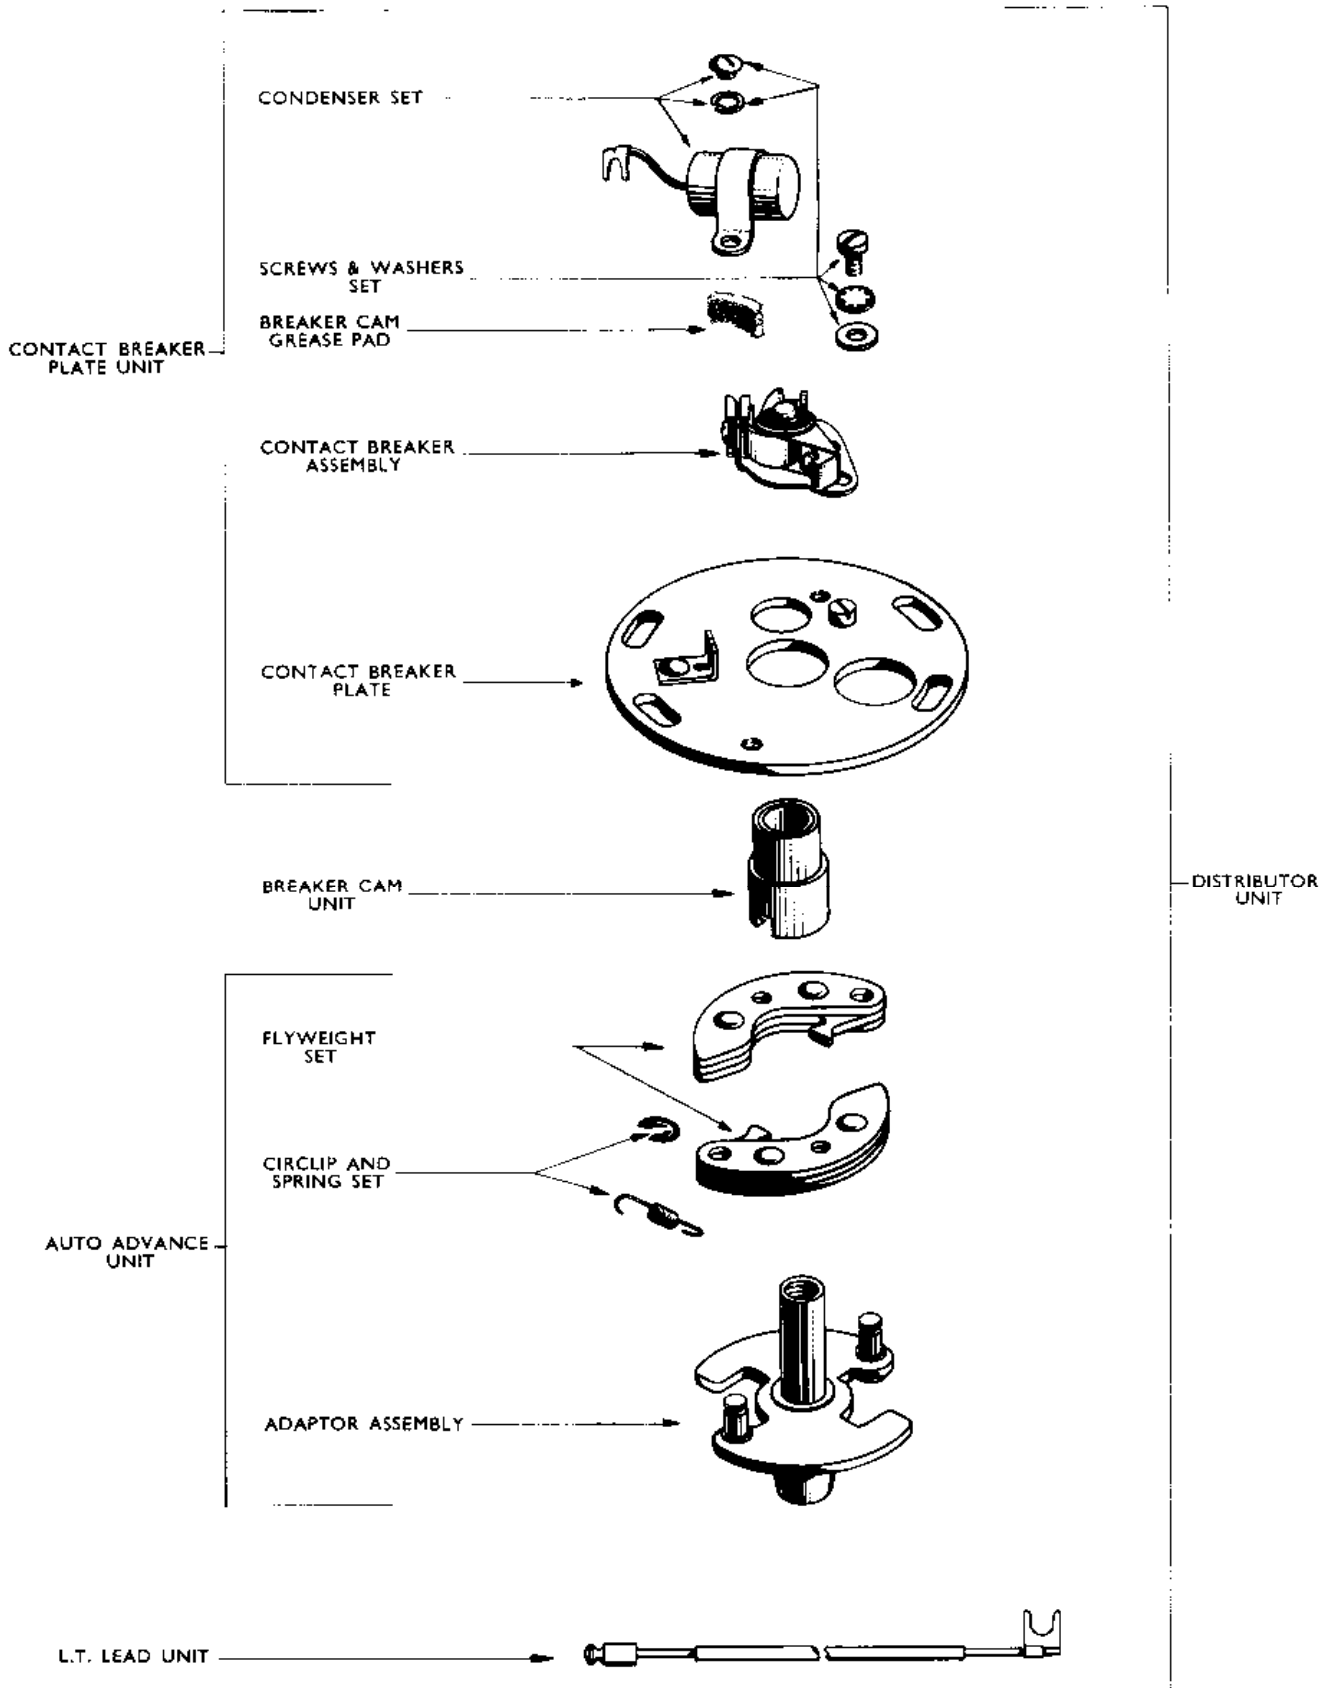 CONDENSER SET
SCREWS & WASHERS
SET
BREAKER CAM
GREASE PAD
CONTACT BREAKER
PLATE UNIT
CONTACT BREAKER
ASSEMBLY
CONTACT BREAKER
PLATE
BREAKER CAM
UNIT
DISTRIBUTOR
UNIT
FLYWEIGHT
SET
CIRCLIP AND
SPRING SET
AUTO ADVANCE
UNIT
ADAPTOR ASSEMBLY
L.T. LEAD UNIT